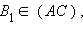 B₁ ∈ (AC),